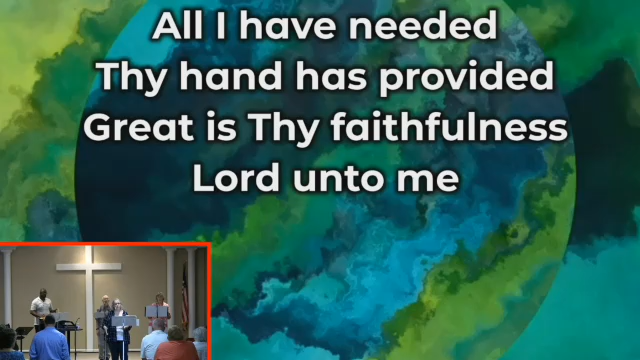 All I have needed
Thy hand has provided
Great is Thy faithfulness
Lord unto me